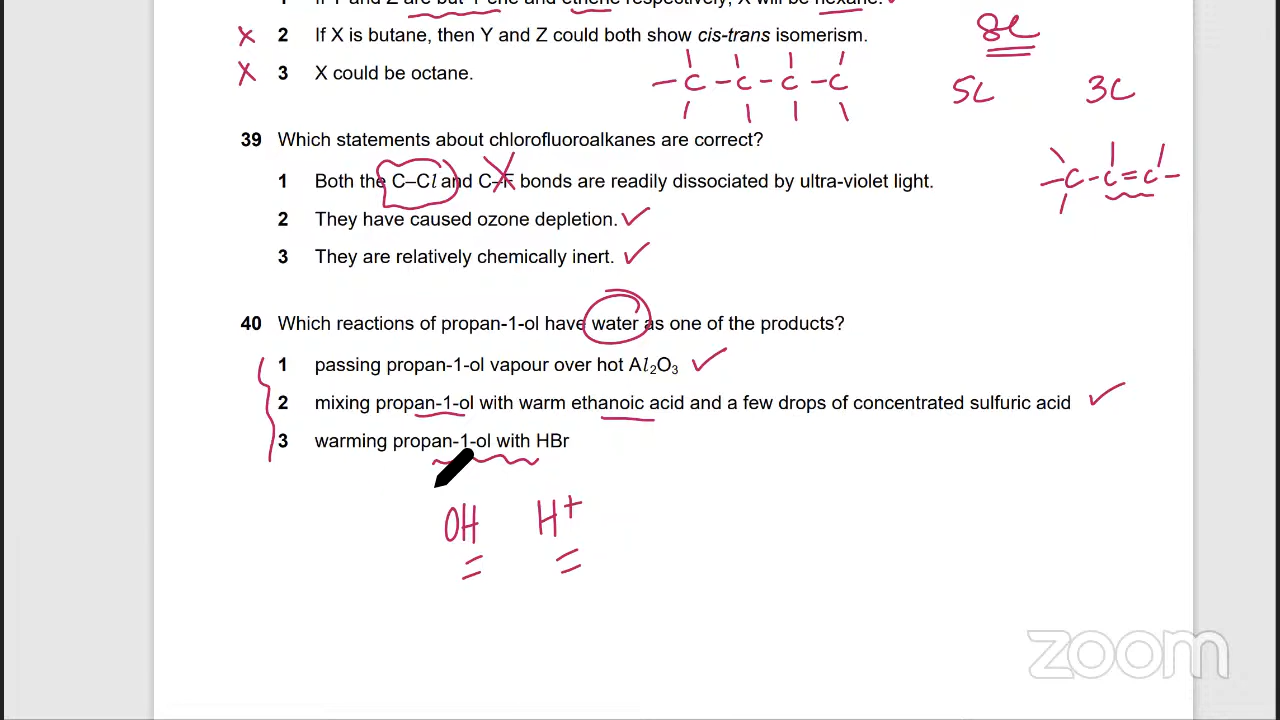 1 If Y and Z are but-1-ene and ethene respectively, X will be hexane.
X 2 If X is butane, then Y and Z could both show cis-trans isomerism.
8C
X 3 X could be octane.
– C – C – C – C
5C 3C
39 Which statements about chlorofluoroalkanes are correct?
1 Both the C–Cl and C–F bonds are readily dissociated by ultra-violet light.
– C – C = C –
2 They have caused ozone depletion. ✓
3 They are relatively chemically inert. ✓
40 Which reactions of propan-1-ol have water as one of the products?
1 passing propan-1-ol vapour over hot Al₂O₃ ✓
2 mixing propan-1-ol with warm ethanoic acid and a few drops of concentrated sulfuric acid ✓
3 warming propan-1-ol with HBr
OH H+
zoom